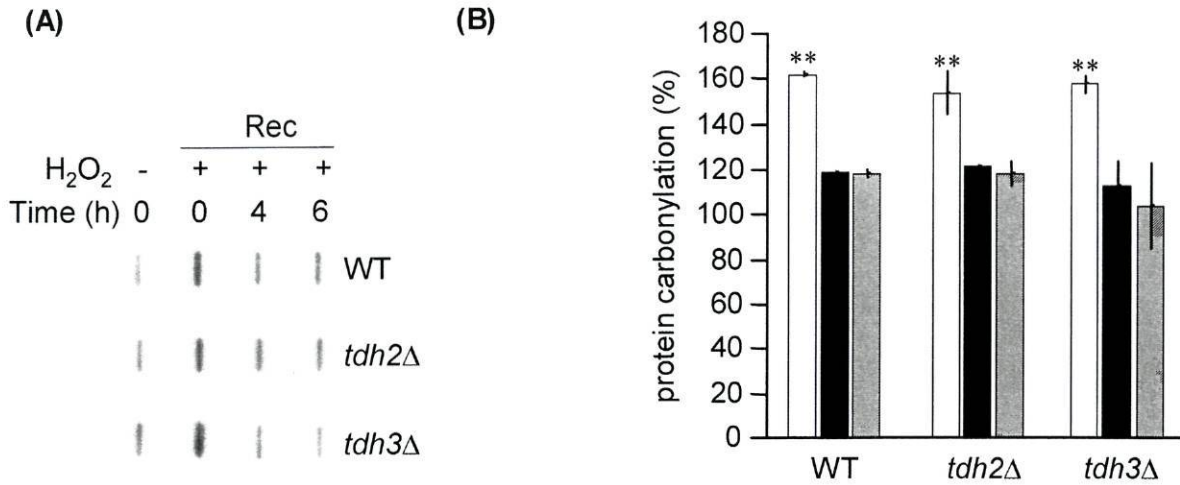 (A)
Rec
H₂O₂ - + + +
Time (h) 0 0 4 6
WT
tdh2Δ
tdh3Δ
(B)
protein carbonylation (%)
180
160
140
120
100
80
60
40
20
0
** ** **
WT tdh2Δ tdh3Δ